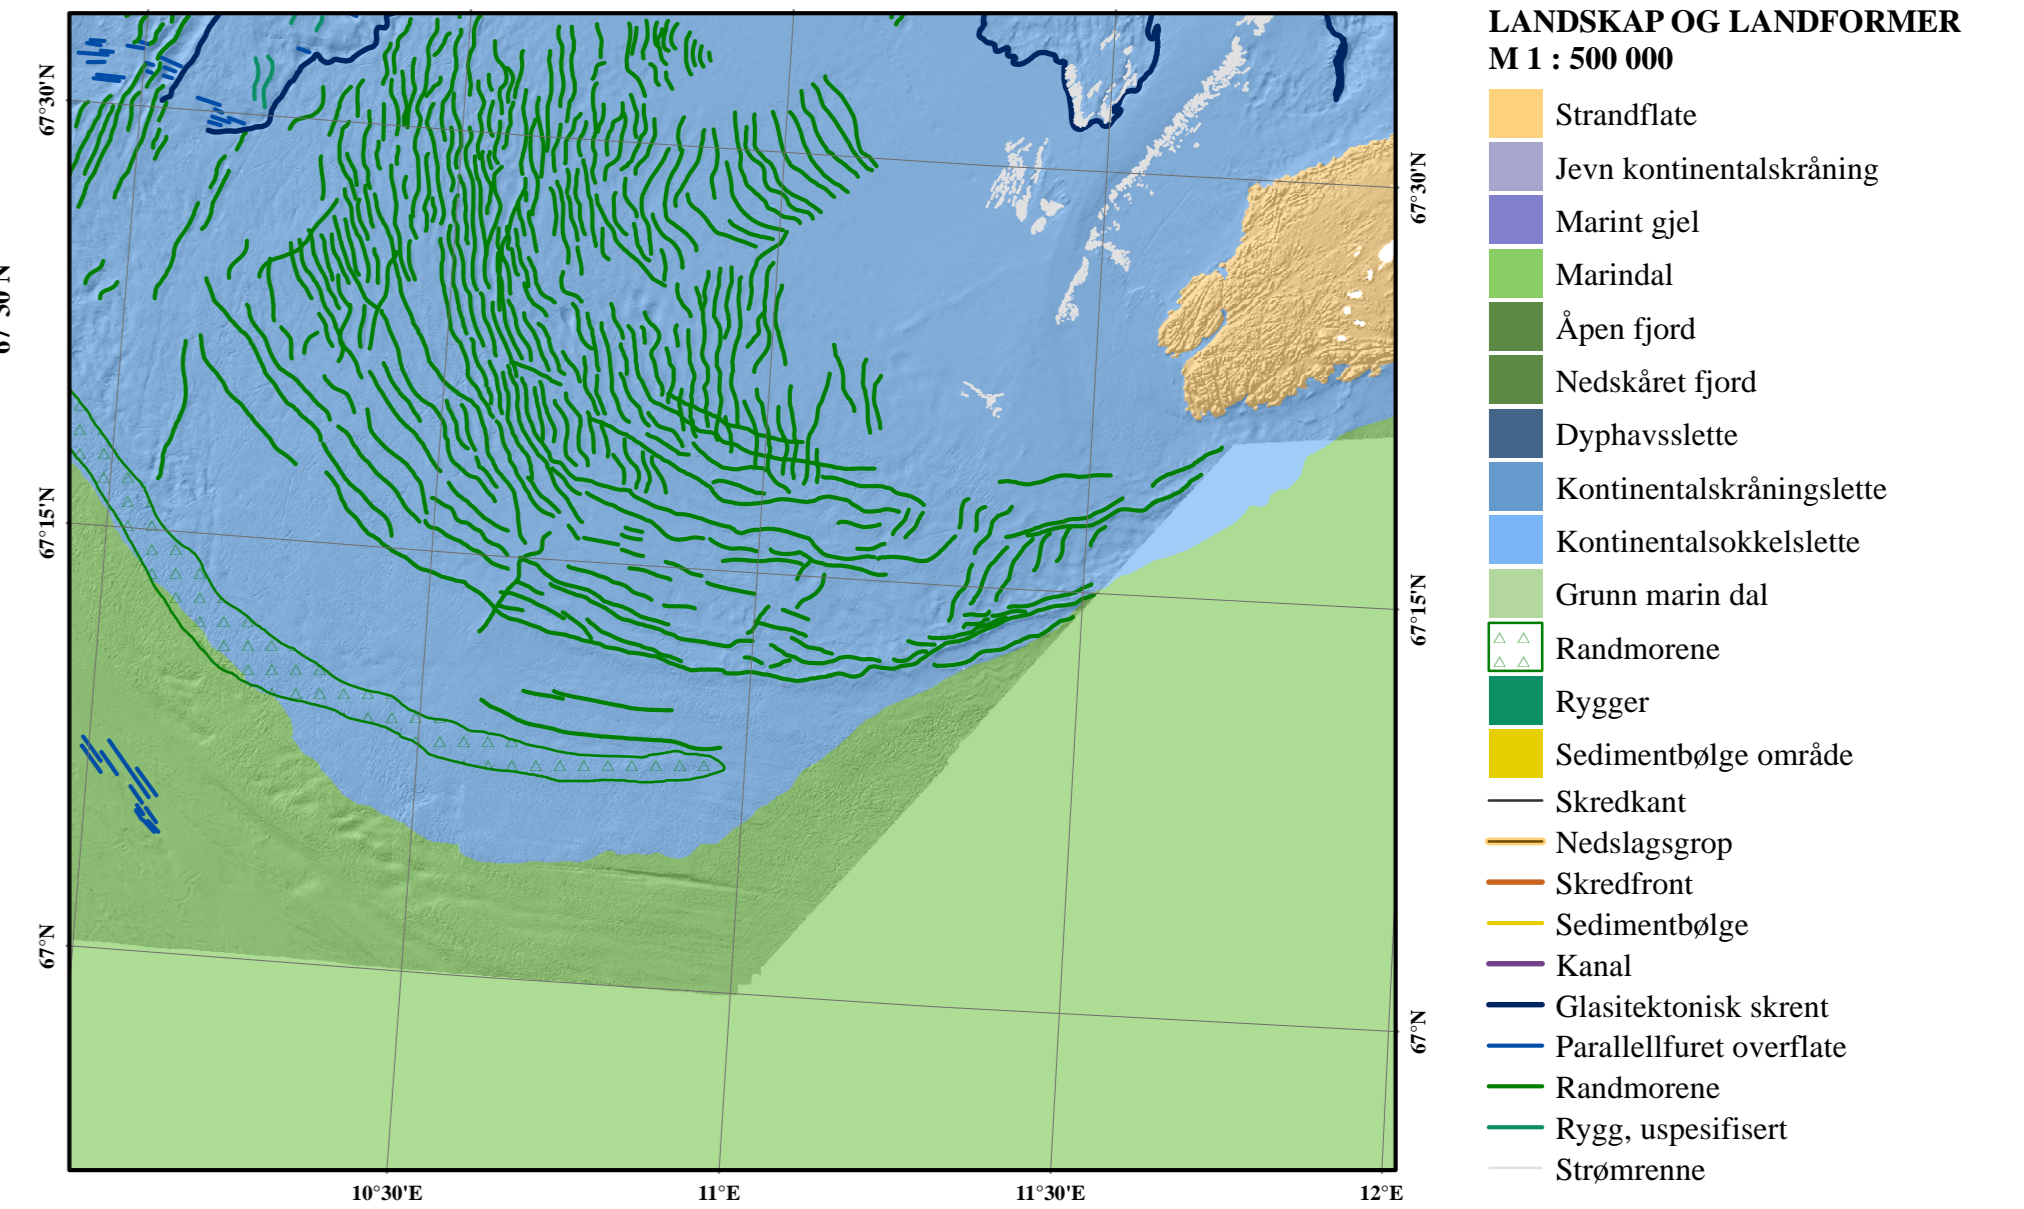 LANDSKAP OG LANDFORMER
M 1 : 500 000
Strandflate
Jevn kontinentalskråning
Marint gjel
Marindal
Åpen fjord
Nedskåret fjord
Dyphavsslette
Kontinentalskråningslette
Kontinentalsokkelslette
Grunn marin dal
Randmorene
Rygger
Sedimentbølge område
Skredkant
Nedslagsgrop
Skredfront
Sedimentbølge
Kanal
Glasitektonisk skrent
Parallellfuret overflate
Randmorene
Rygg, uspesifisert
Strømrenne
67°30'N
67°15'N
67°N
67°30'N
67°15'N
67°N
10°30'E
11°E
11°30'E
12°E